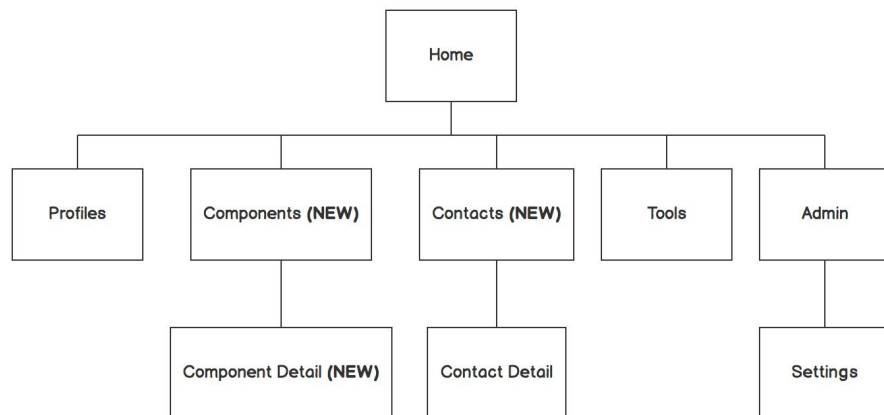 Home
Profiles
Components (NEW)
Contacts (NEW)
Tools
Admin
Component Detail (NEW)
Contact Detail
Settings